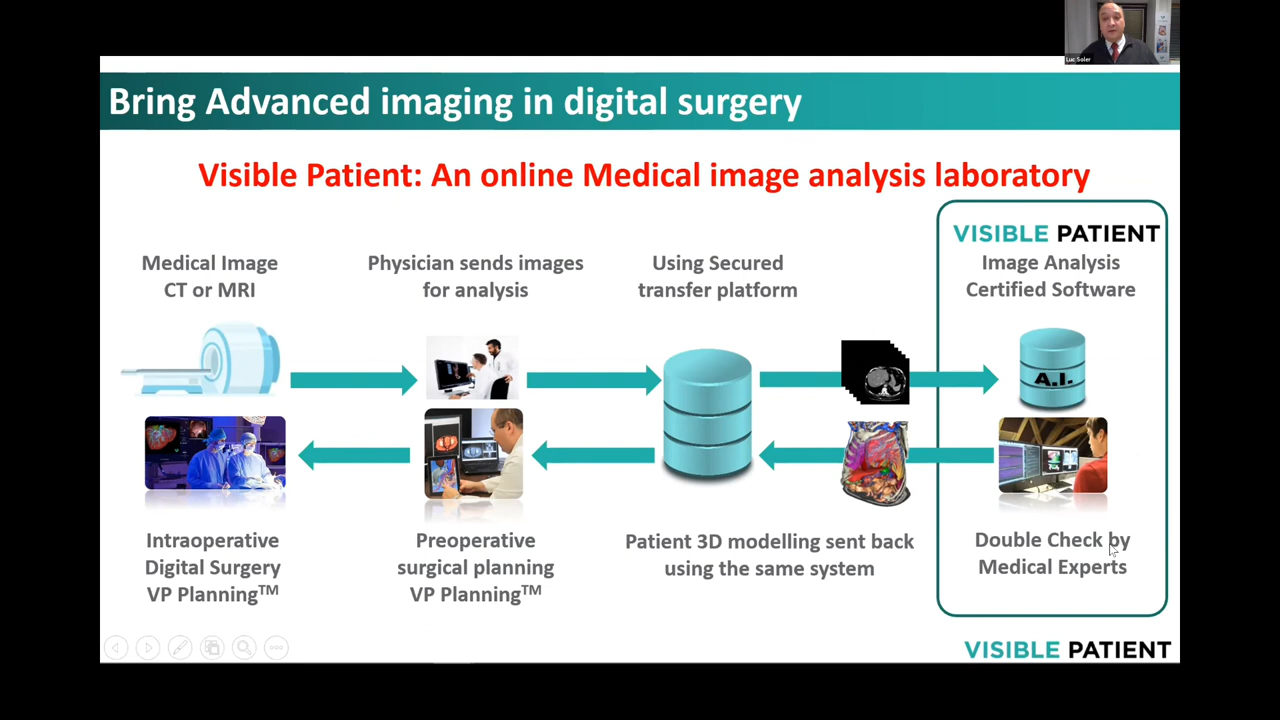 Luc Soler
Bring Advanced imaging in digital surgery
Visible Patient: An online Medical image analysis laboratory
Medical Image
CT or MRI
Physician sends images
for analysis
Using Secured
transfer platform
VISIBLE PATIENT
Image Analysis
Certified Software
A.I.
Intraoperative
Digital Surgery
VP Planning™
Preoperative
surgical planning
VP Planning™
Patient 3D modelling sent back
using the same system
Double Check by
Medical Experts
VISIBLE PATIENT